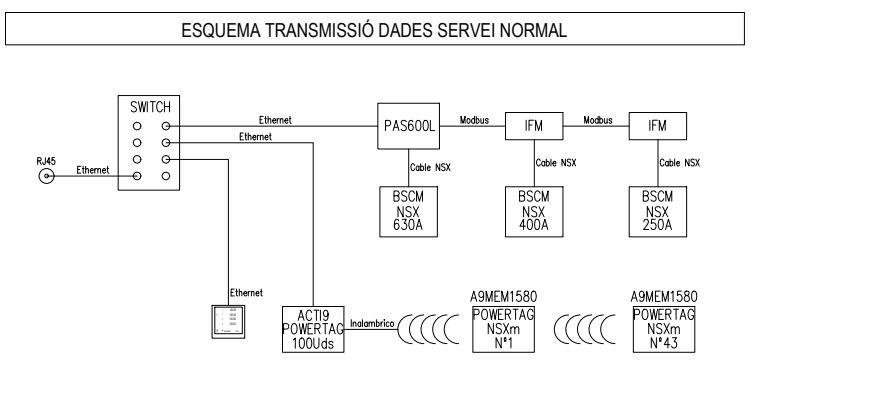 ESQUEMA TRANSMISSIÓ DADES SERVEI NORMAL
SWITCH
Ethernet
PAS600L
Modbus
IFM
Modbus
IFM
Ethernet
RJ45
Ethernet
Cable NSX
Cable NSX
Cable NSX
BSCM
NSX
630A
BSCM
NSX
400A
BSCM
NSX
250A
Ethernet
ACTI9
POWERTAG
100Uds
Inalambrico
A9MEM1580
POWERTAG
NSXm
N°1
A9MEM1580
POWERTAG
NSXm
N°43